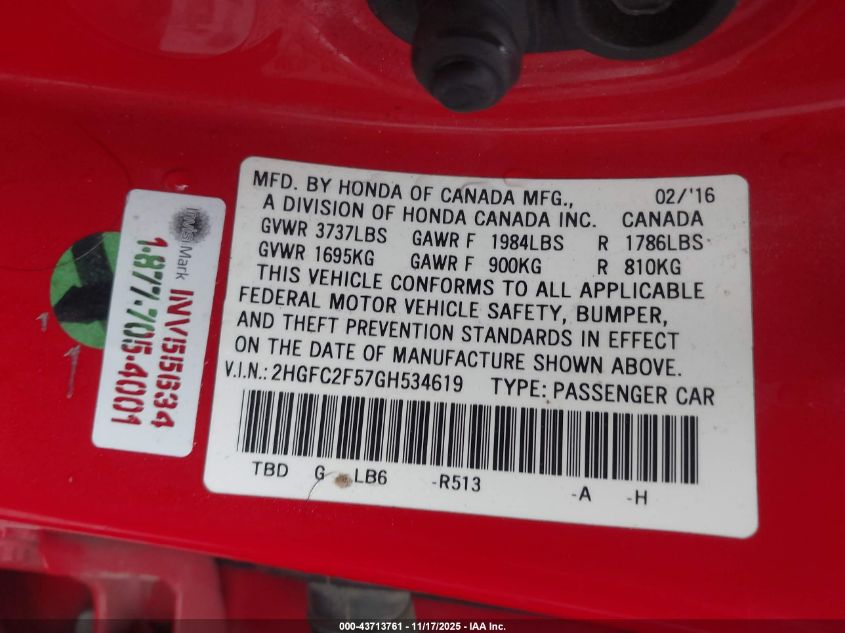 MFD. BY HONDA OF CANADA MFG., 02/'16
A DIVISION OF HONDA CANADA INC. CANADA
GVWR 3737LBS GAWR F 1984LBS R 1786LBS
GVWR 1695KG GAWR F 900KG R 810KG
THIS VEHICLE CONFORMS TO ALL APPLICABLE
FEDERAL MOTOR VEHICLE SAFETY, BUMPER,
AND THEFT PREVENTION STANDARDS IN EFFECT
ON THE DATE OF MANUFACTURE SHOWN ABOVE.
V.I.N.: 2HGFC2F57GH534619 TYPE: PASSENGER CAR
TBD G LB6 -R513 -A -H
InvisiMark
INV155634
1.877.705.4001
000-43713761 - 11/17/2025 - IAA Inc.